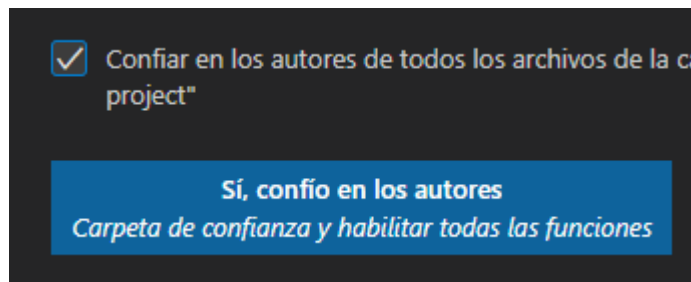 Confiar en los autores de todos los archivos de la
project"
Sí, confío en los autores
Carpeta de confianza y habilitar todas las funciones